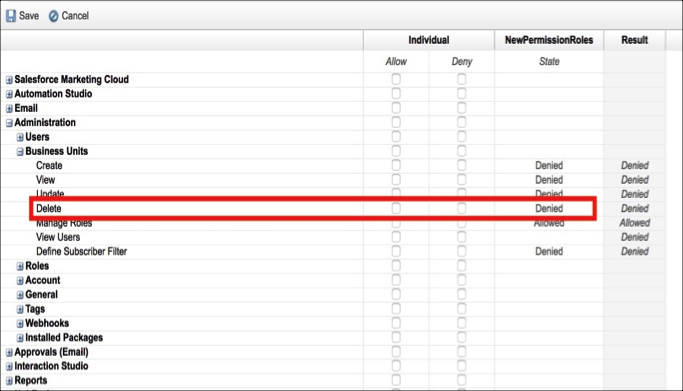 Save Cancel
Individual NewPermissionRoles Result
Allow Deny State
Salesforce Marketing Cloud
Automation Studio
Email
Administration
Users
Business Units
Create Denied Denied
View Denied Denied
Update Denied Denied
Delete Denied Denied
Manage Roles Allowed Allowed
View Users Denied
Define Subscriber Filter Denied Denied
Roles
Account
General
Tags
Webhooks
Installed Packages
Approvals (Email)
Interaction Studio
Reports